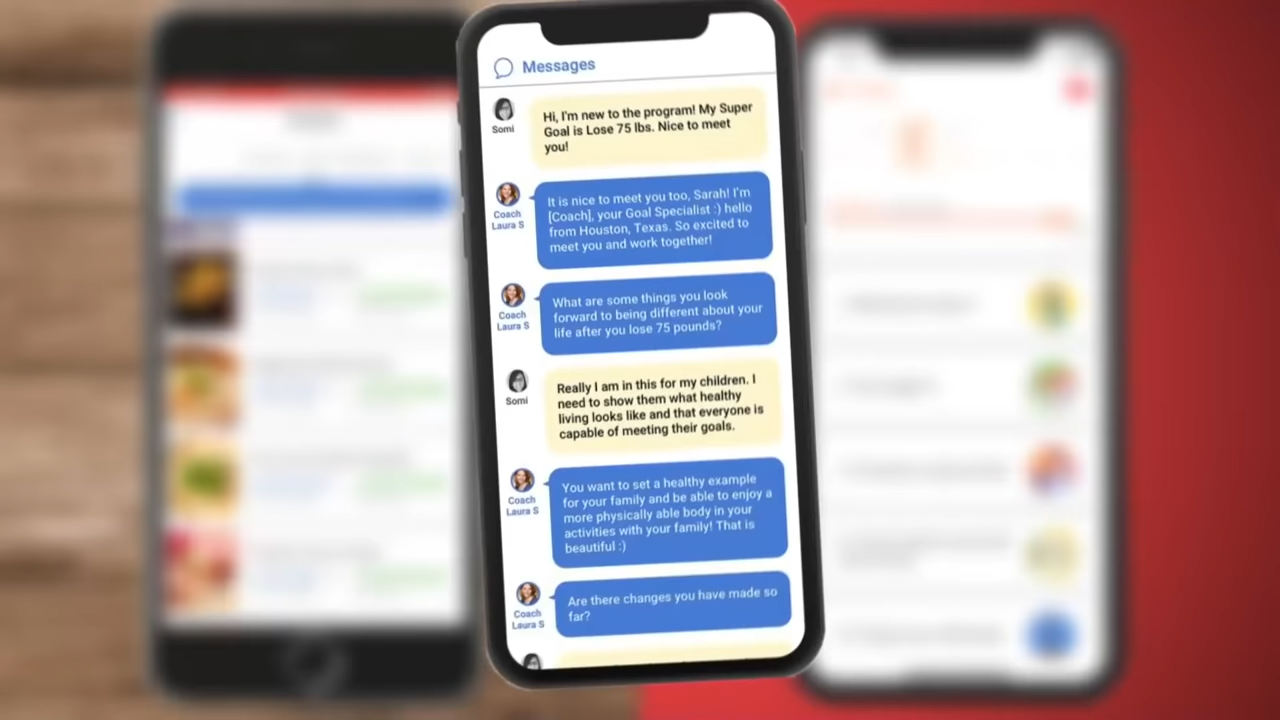 Messages
Somi
Hi, I'm new to the program! My Super
Goal is Lose 75 lbs. Nice to meet
you!
Coach
Laura S
It is nice to meet you too, Sarah! I'm
[Coach], your Goal Specialist :) hello
from Houston, Texas. So excited to
meet you and work together!
Coach
Laura S
What are some things you look
forward to being different about your
life after you lose 75 pounds?
Somi
Really I am in this for my children. I
need to show them what healthy
living looks like and that everyone is
capable of meeting their goals.
Coach
Laura S
You want to set a healthy example
for your family and be able to enjoy a
more physically able body in your
activities with your family! That is
beautiful :)
Coach
Laura S
Are there changes you have made so
far?